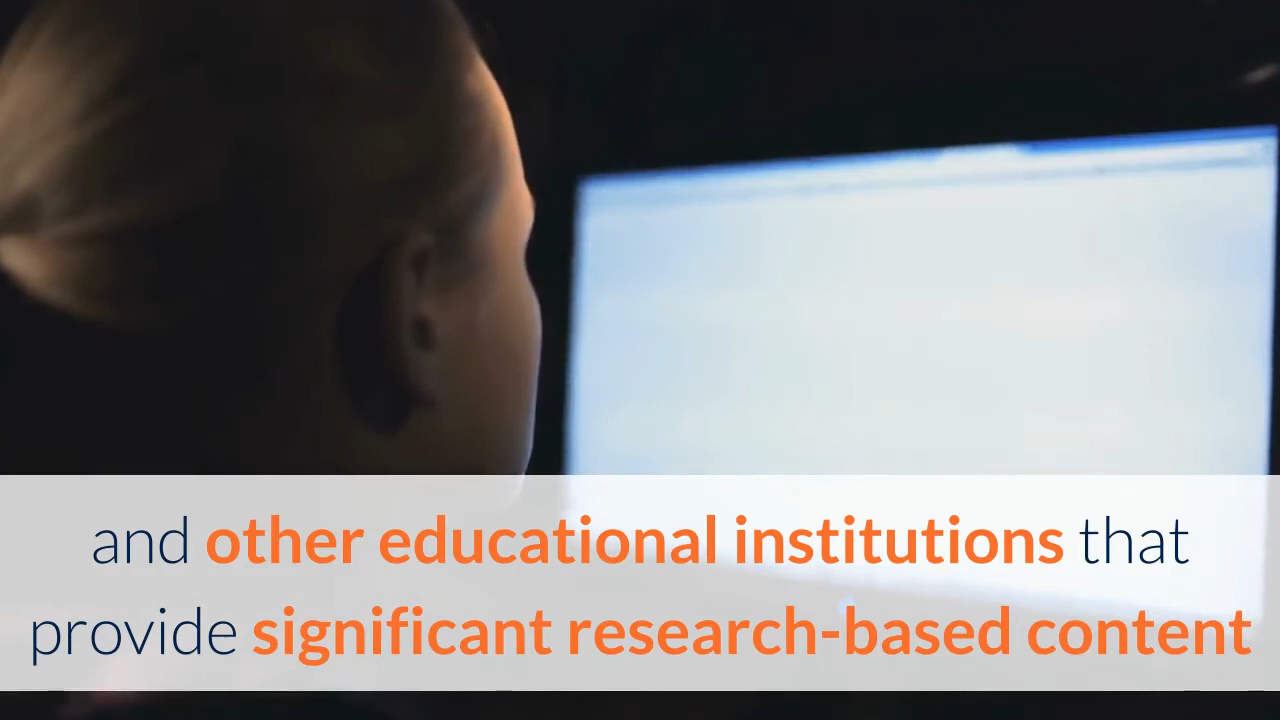 and other educational institutions that
provide significant research-based content